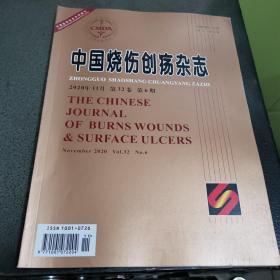 CMDA
中国烧伤创疡杂志
ZHONGGUO SHAOSHANG CHUANGYANG ZAZHI
2020年11月 第32卷 第6期
THE CHINESE
JOURNAL
OF BURNS WOUNDS
& SURFACE ULCERS
November 2020 Vol.32 No.6
ISSN 1001-0726